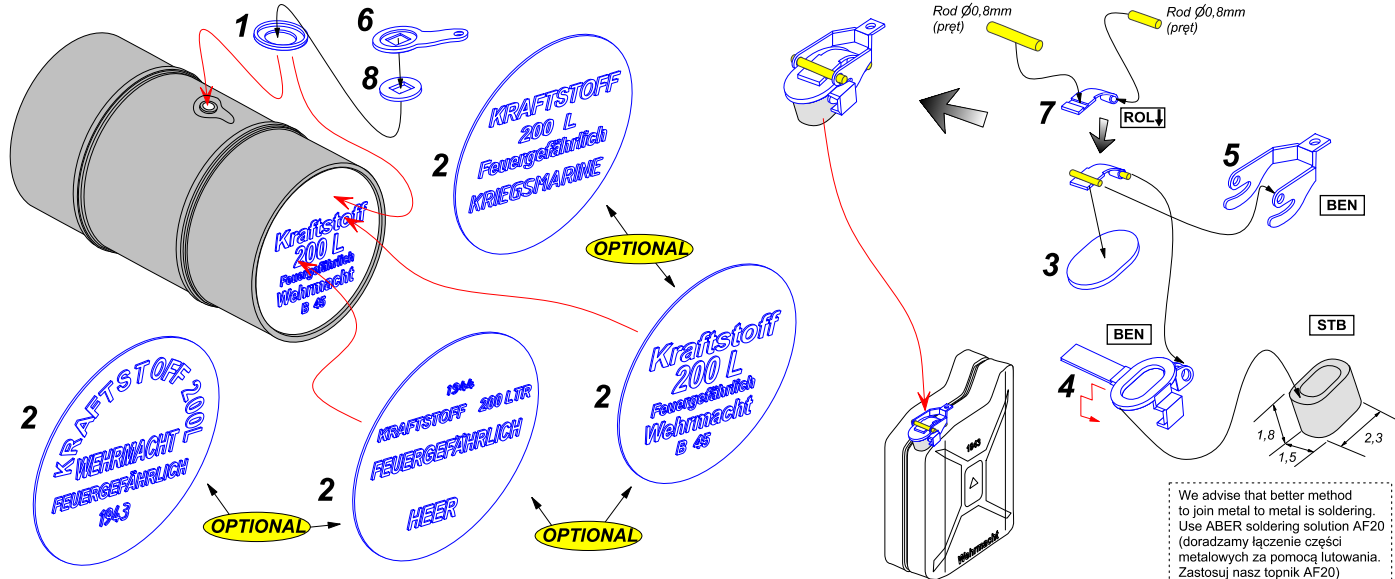 1
6
8
Kraftstoff
200 L
Feuergefährlich
Wehrmacht
B 45
2
KRAFTSTOFF
200 L
Feuergefährlich
KRIEGSMARINE
OPTIONAL
2
KRAFTSTOFF 200L
WEHRMACHT
FEUERGEFÄHRLICH
1943
OPTIONAL
2
1944
KRAFTSTOFF 200 LTR
FEUERGEFÄHRLICH
HEER
OPTIONAL
2
Kraftstoff
200 L
Feuergefährlich
Wehrmacht
B 45
Rod Ø0,8mm
(pręt)
Rod Ø0,8mm
(pręt)
7
ROL
5
BEN
3
BEN
4
STB
1,8
1,5
2,3
1943
Wehrmacht
We advise that better method
to join metal to metal is soldering.
Use ABER soldering solution AF20
(doradzamy łączenie części
metalowych za pomocą lutowania.
Zastosuj nasz topnik AF20)